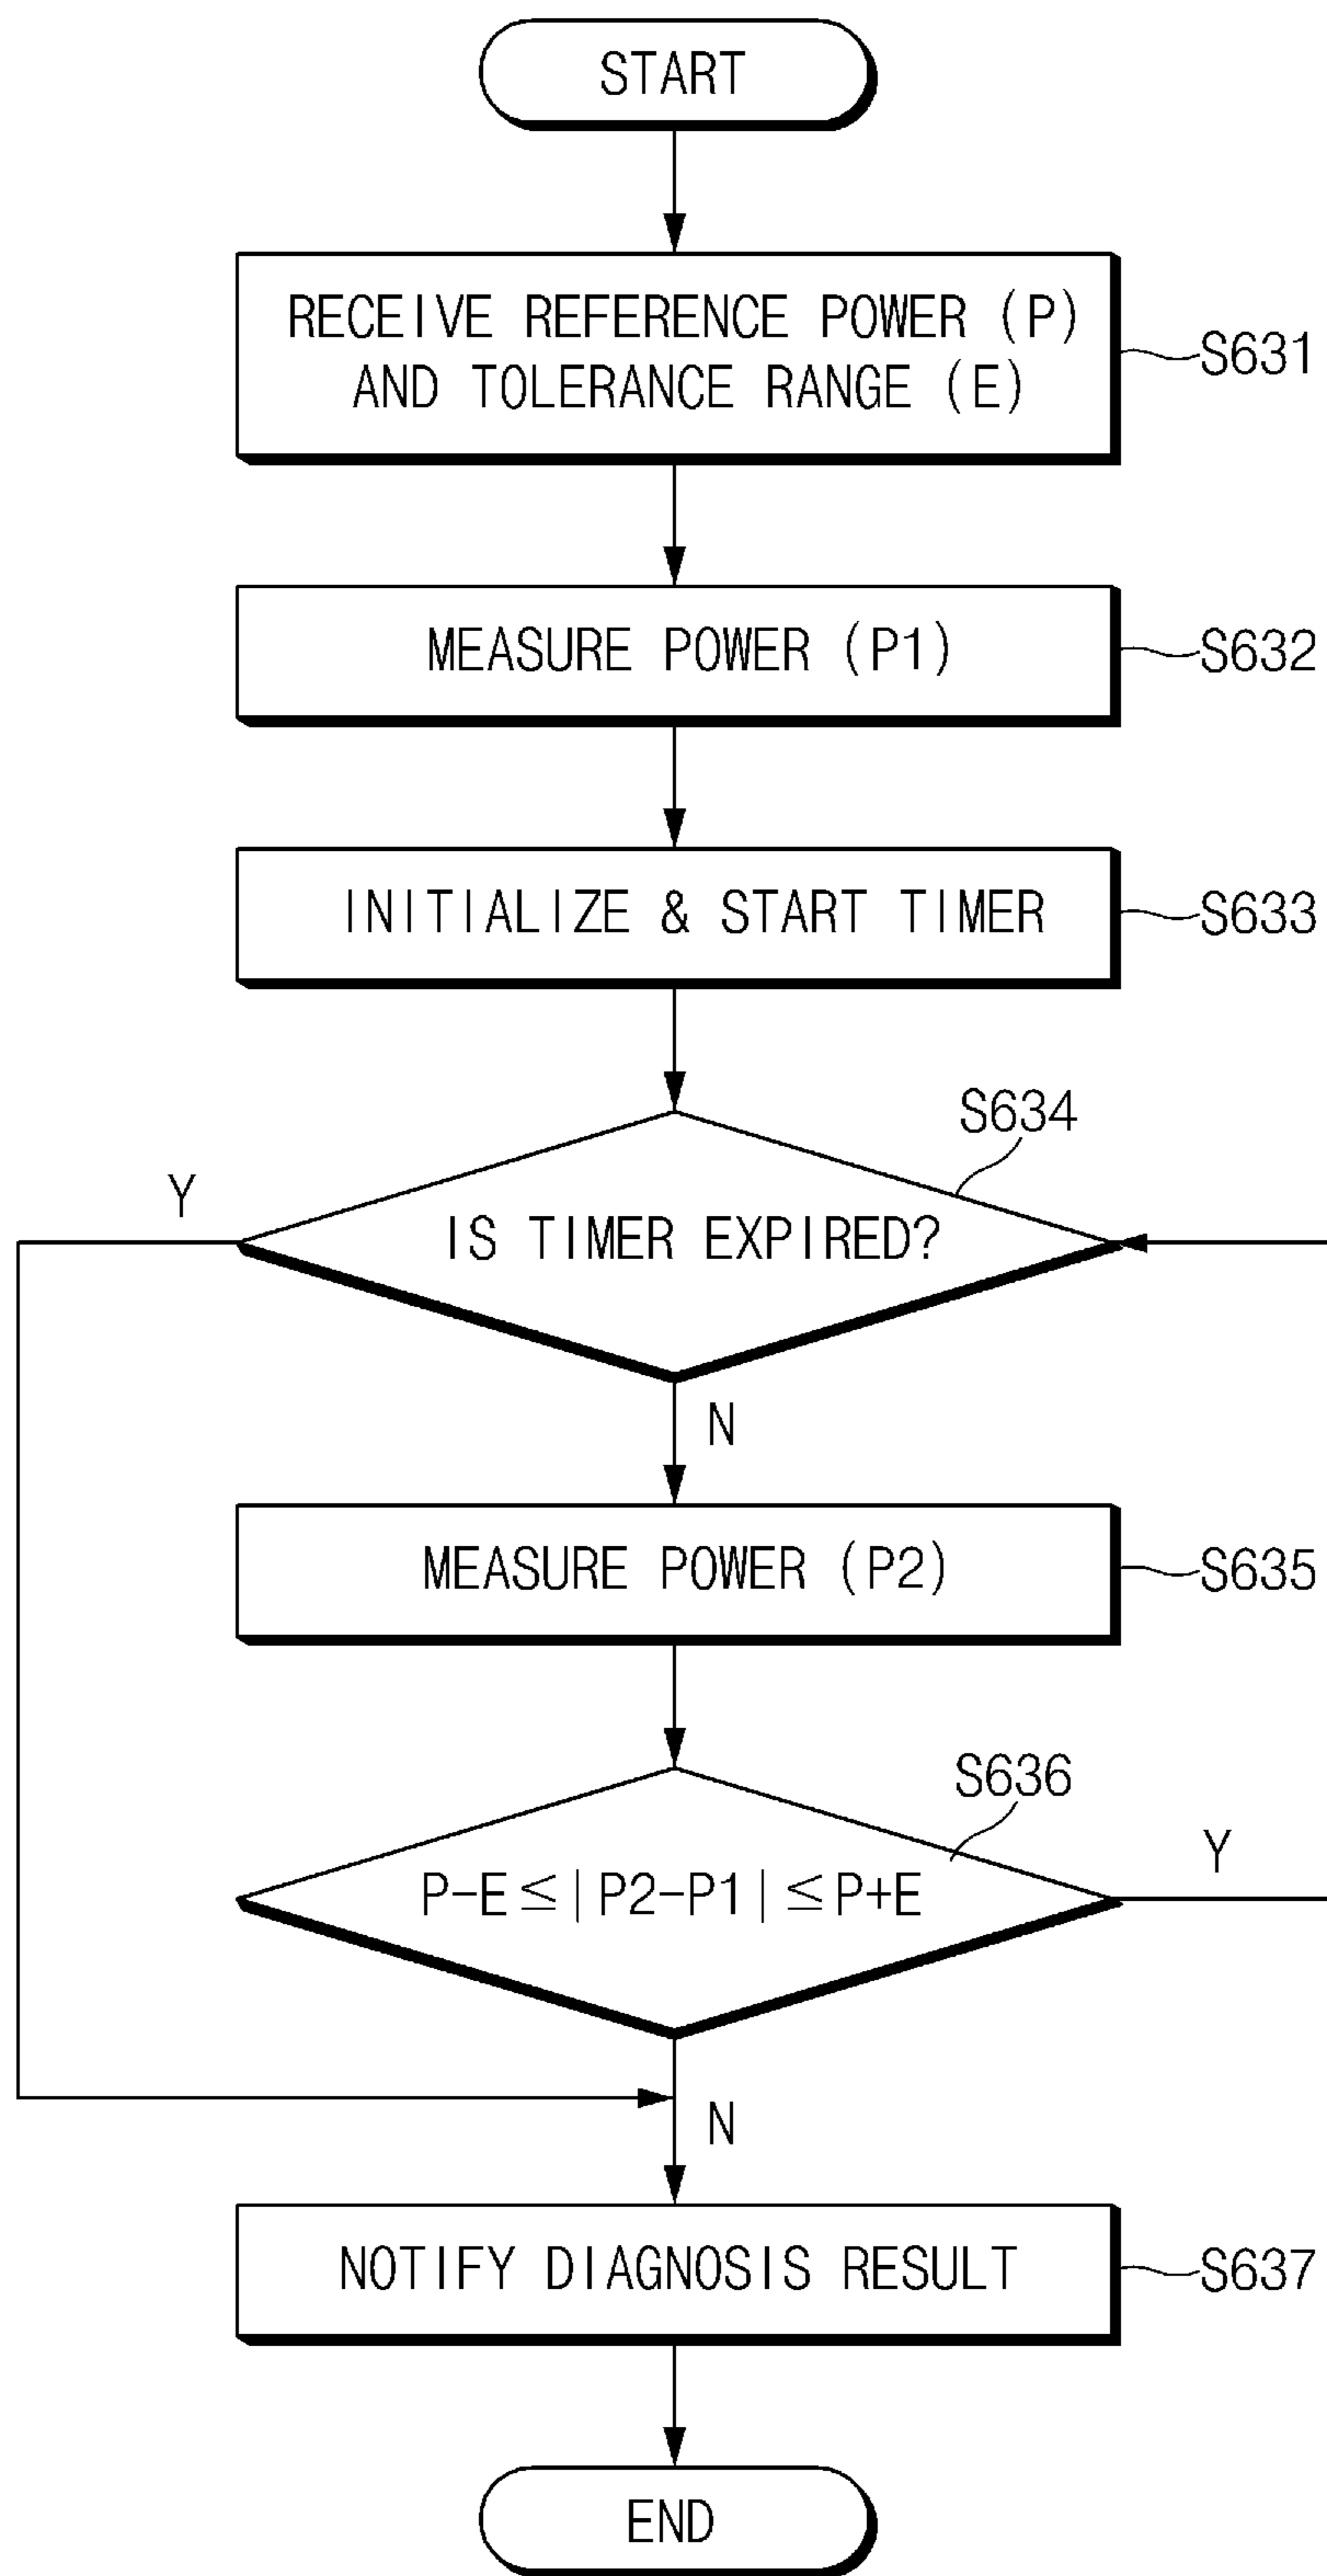 START
RECEIVE REFERENCE POWER (P)
AND TOLERANCE RANGE (E)
S631
MEASURE POWER (P1)
S632
INITIALIZE & START TIMER
S633
S634
Y
IS TIMER EXPIRED?
N
MEASURE POWER (P2)
S635
S636
Y
P-E≦|P2-P1|≦P+E
N
NOTIFY DIAGNOSIS RESULT
S637
END